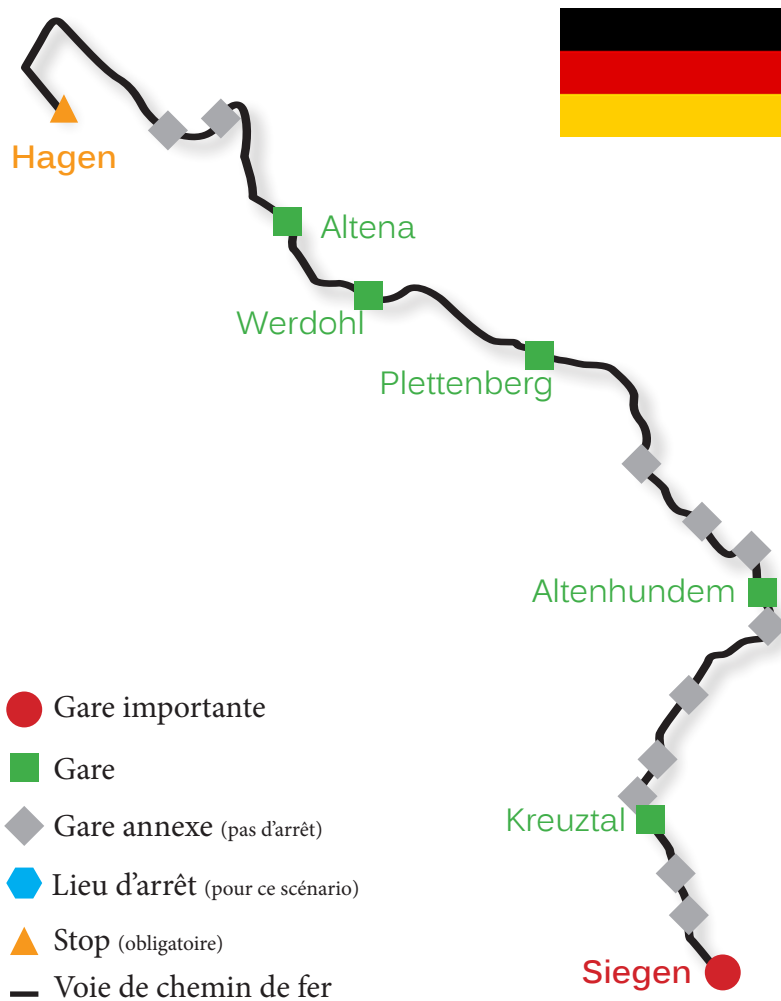 Hagen
Altena
Werdohl
Plettenberg
Altenhundem
Kreuztal
Siegen
Gare importante
Gare
Gare annexe (pas d'arrêt)
Lieu d'arrêt (pour ce scénario)
Stop (obligatoire)
Voie de chemin de fer